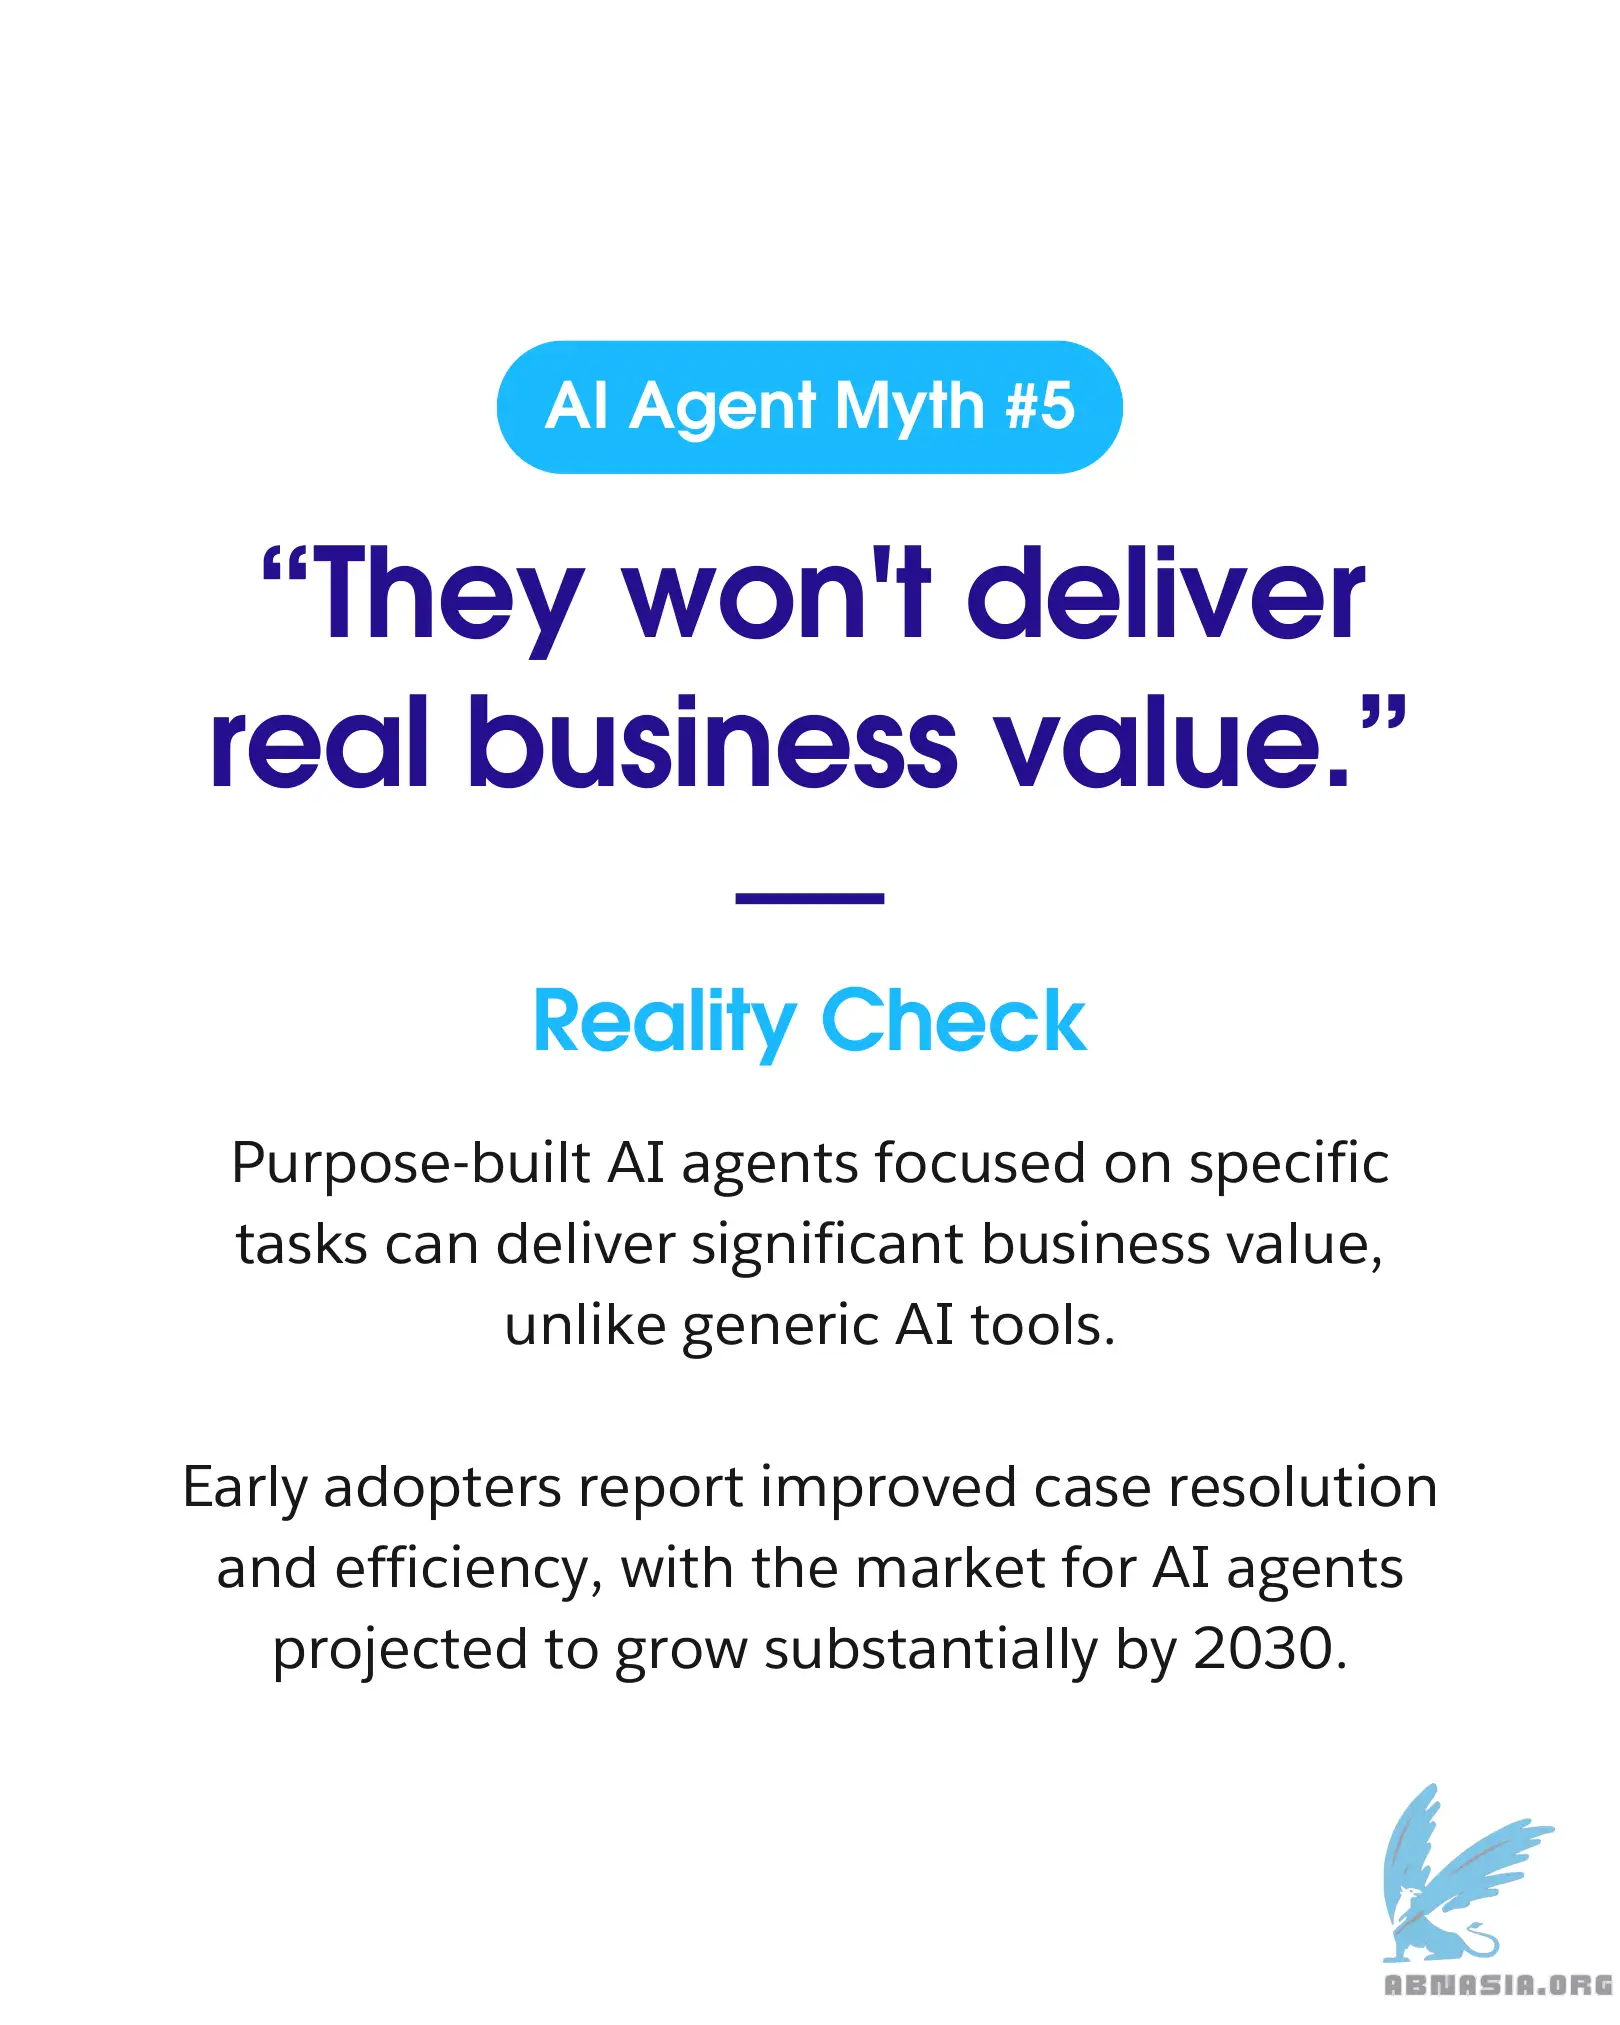 AI Agent Myth #5
“They won't deliver
real business value.”
Reality Check
Purpose-built AI agents focused on specific
tasks can deliver significant business value,
unlike generic AI tools.
Early adopters report improved case resolution
and efficiency, with the market for AI agents
projected to grow substantially by 2030.
ABNASIA.ORG